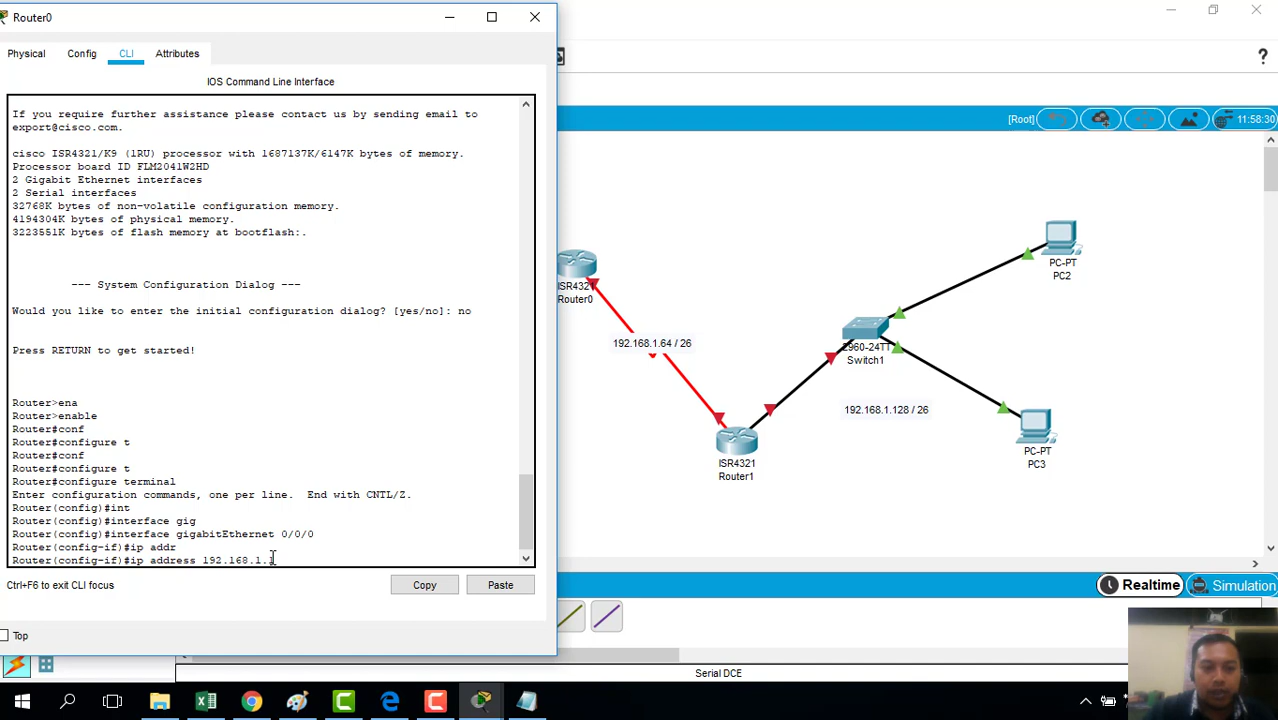 Router0
Physical
Config
CLI
Attributes
IOS Command Line Interface
If you require further assistance please contact us by sending email to
export@cisco.com.
cisco ISR4321/K9 (1RU) processor with 1687137K/6147K bytes of memory.
Processor board ID FLM2041W2HD
2 Gigabit Ethernet interfaces
2 Serial interfaces
32768K bytes of non-volatile configuration memory.
4194304K bytes of physical memory.
3223551K bytes of flash memory at bootflash:.
--- System Configuration Dialog ---
Would you like to enter the initial configuration dialog? [yes/no]: no
Press RETURN to get started!
Router>ena
Router>enable
Router#conf
Router#configure t
Router#conf
Router#configure t
Router#configure terminal
Enter configuration commands, one per line.  End with CNTL/Z.
Router(config)#int
Router(config)#interface gig
Router(config)#interface gigabitEthernet 0/0/0
Router(config-if)#ip addr
Router(config-if)#ip address 192.168.1.1
Ctrl+F6 to exit CLI focus
Copy
Paste
Top
[Root]
11:58:30
ISR4321
Router0
192.168.1.64 / 26
ISR4321
Router1
2960-24TT
Switch1
192.168.1.128 / 26
PC-PT
PC2
PC-PT
PC3
Realtime
Simulation
Serial DCE